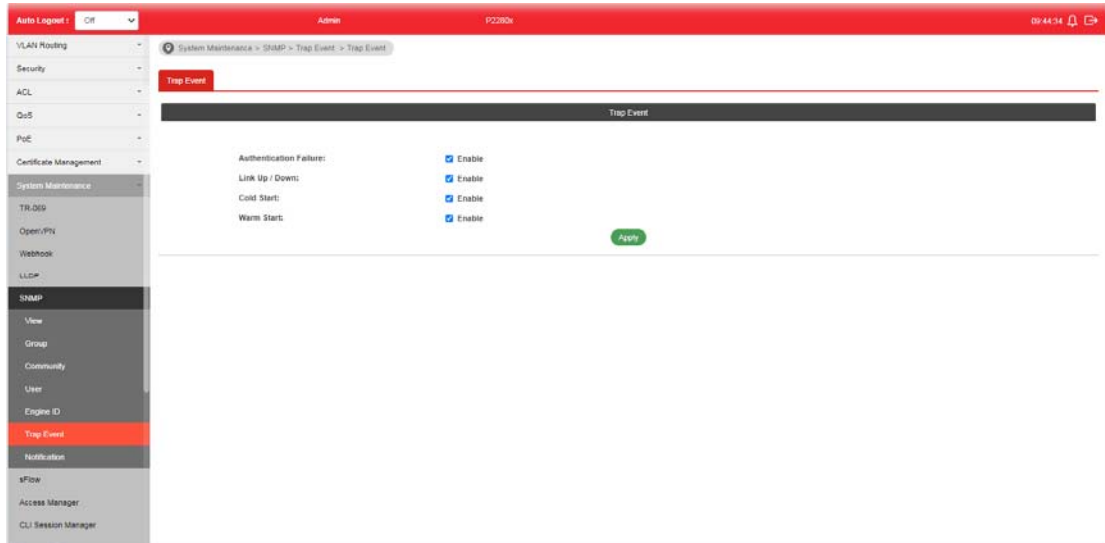 Auto Logout : Off Admin P2280x 09:44:34
VLAN Routing
Security
ACL
QoS
PoE
Certificate Management
System Maintenance
TR-069
OpenVPN
Webhook
LLDP
SNMP
View
Group
Community
User
Engine ID
Trap Event
Notification
sFlow
Access Manager
CLI Session Manager
System Maintenance > SNMP > Trap Event > Trap Event
Trap Event
Trap Event
Authentication Failure: Enable
Link Up / Down: Enable
Cold Start: Enable
Warm Start: Enable
Apply